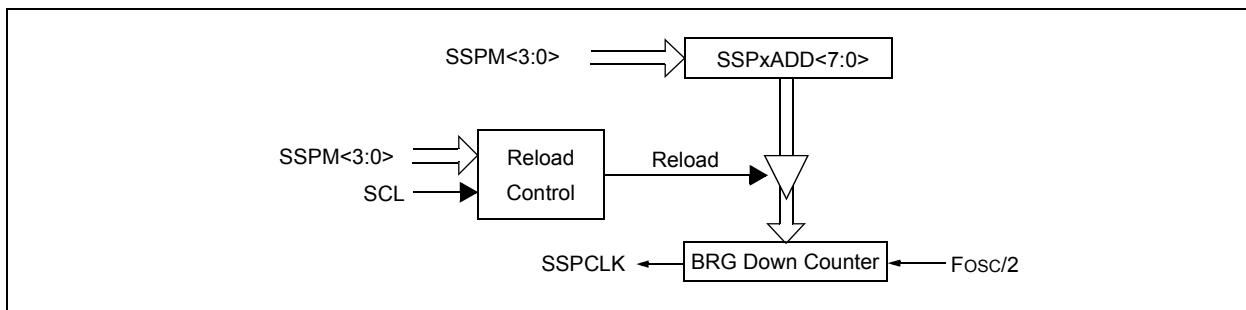 SSPM<3:0>
SSPxADD<7:0>
SSPM<3:0>
SCL
Reload
Control
Reload
SSPCLK
BRG Down Counter
FOSC/2